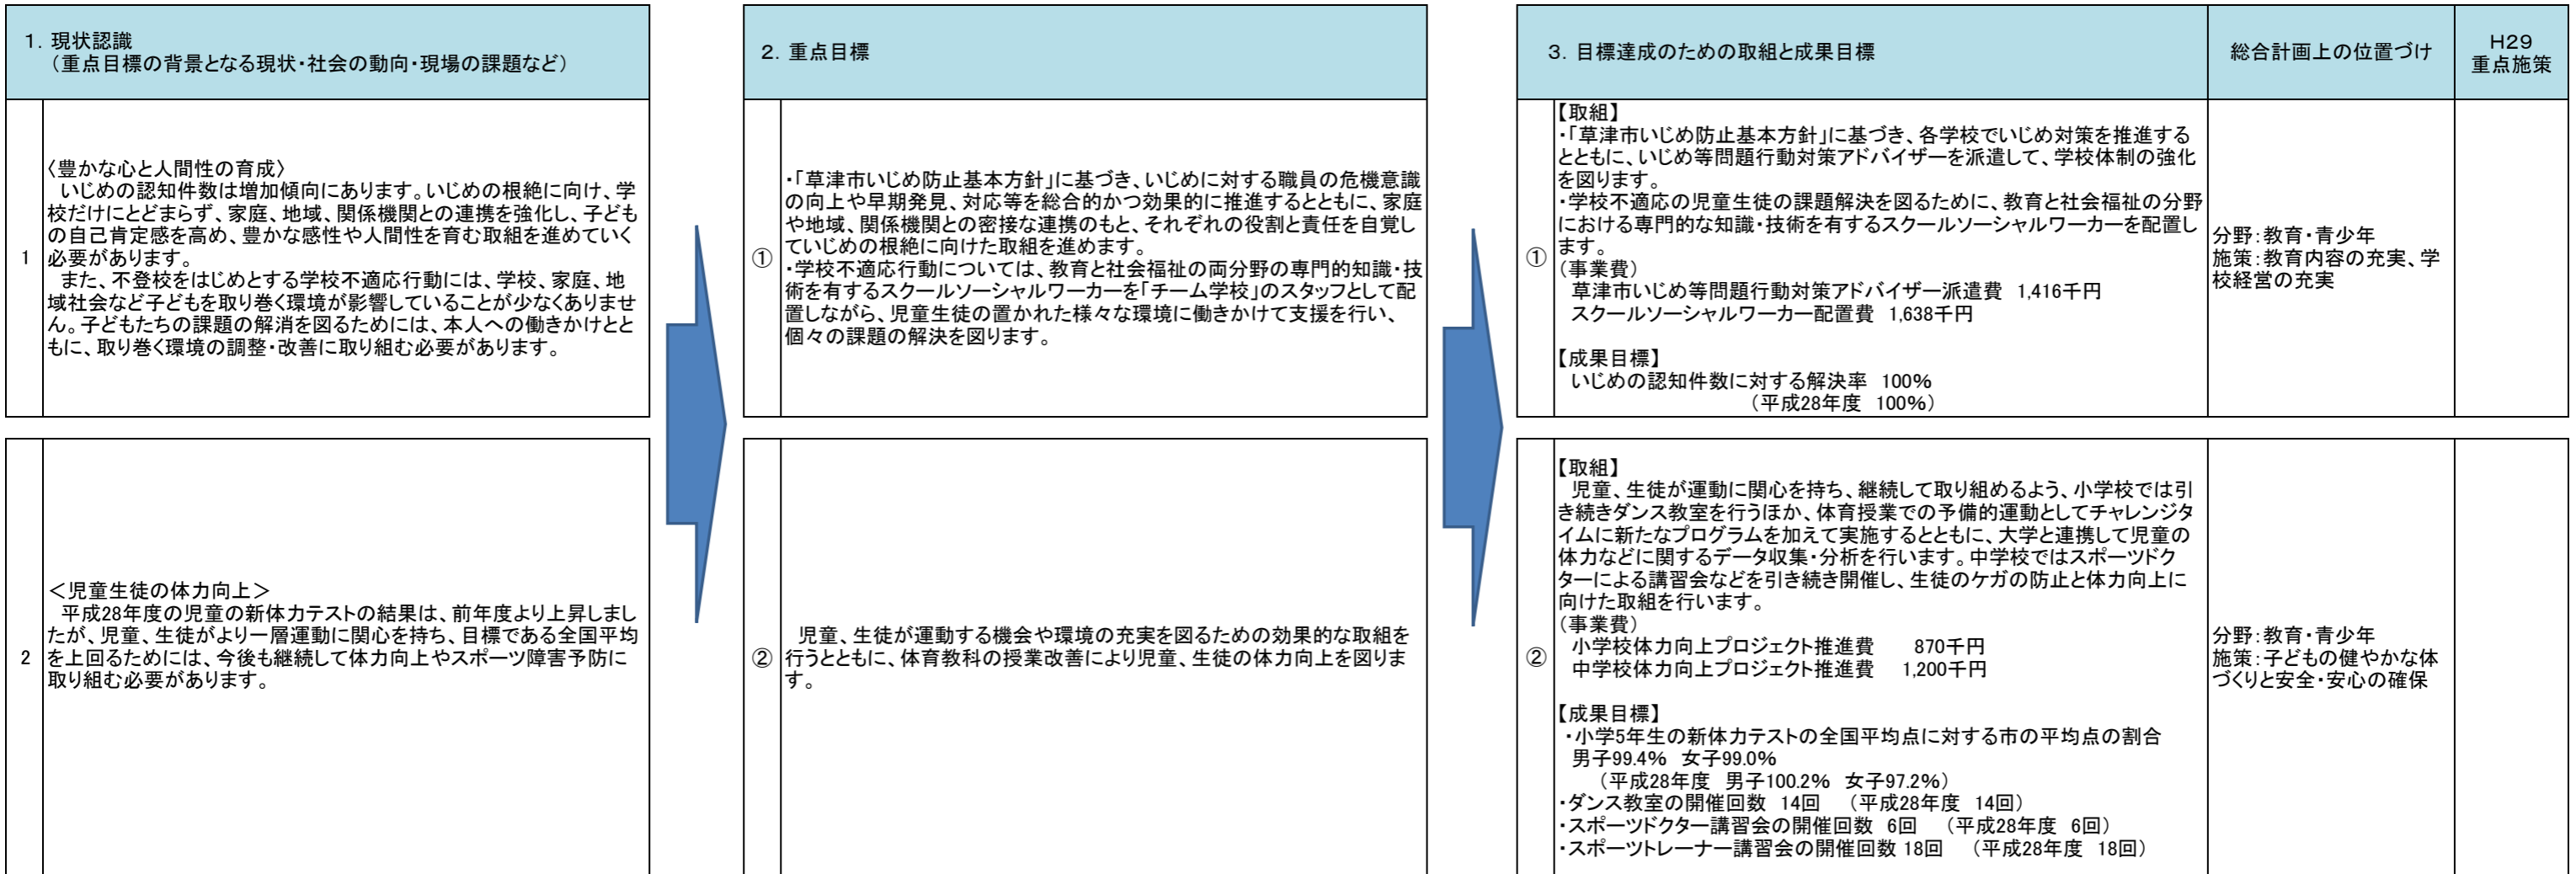 1．現状認識
（重点目標の背景となる現状・社会の動向・現場の課題など）
2．重点目標
3．目標達成のための取組と成果目標
総合計画上の位置づけ
H29
重点施策
1
〈豊かな心と人間性の育成〉
いじめの認知件数は増加傾向にあります。いじめの根絶に向け、学
校だけにとどまらず、家庭、地域、関係機関との連携を強化し、子ども
の自己肯定感を高め、豊かな感性や人間性を育む取組を進めていく
必要があります。
また、不登校をはじめとする学校不適応行動には、学校、家庭、地
域社会など子どもを取り巻く環境が影響していることが少なくありませ
ん。子どもたちの課題の解消を図るためには、本人への働きかけとと
もに、取り巻く環境の調整・改善に取り組む必要があります。
①
・「草津市いじめ防止基本方針」に基づき、いじめに対する職員の危機意識
の向上や早期発見、対応等を総合的かつ効果的に推進するとともに、家庭
や地域、関係機関との密接な連携のもと、それぞれの役割と責任を自覚し
ていじめの根絶に向けた取組を進めます。
・学校不適応行動については、教育と社会福祉の両分野の専門的知識・技
術を有するスクールソーシャルワーカーを「チーム学校」のスタッフとして配
置しながら、児童生徒の置かれた様々な環境に働きかけて支援を行い、
個々の課題の解決を図ります。
①
【取組】
・「草津市いじめ防止基本方針」に基づき、各学校でいじめ対策を推進する
とともに、いじめ等問題行動対策アドバイザーを派遣して、学校体制の強化
を図ります。
・学校不適応の児童生徒の課題解決を図るために、教育と社会福祉の分野
における専門的な知識・技術を有するスクールソーシャルワーカーを配置し
ます。
（事業費）
草津市いじめ等問題行動対策アドバイザー派遣費 1,416千円
スクールソーシャルワーカー配置費 1,638千円
【成果目標】
いじめの認知件数に対する解決率 100％
（平成28年度 100％）
分野：教育・青少年
施策：教育内容の充実、学
校経営の充実
2
＜児童生徒の体力向上＞
平成28年度の児童の新体力テストの結果は、前年度より上昇しまし
たが、児童、生徒がより一層運動に関心を持ち、目標である全国平均
を上回るためには、今後も継続して体力向上やスポーツ障害予防に
取り組む必要があります。
②
児童、生徒が運動する機会や環境の充実を図るための効果的な取組を
行うとともに、体育教科の授業改善により児童、生徒の体力向上を図りま
す。
②
【取組】
児童、生徒が運動に関心を持ち、継続して取り組めるよう、小学校では引
き続きダンス教室を行うほか、体育授業での予備的運動としてチャレンジタ
イムに新たなプログラムを加えて実施するとともに、大学と連携して児童の
体力などに関するデータ収集・分析を行います。中学校ではスポーツドク
ターによる講習会などを引き続き開催し、生徒のケガの防止と体力向上に
向けた取組を行います。
（事業費）
小学校体力向上プロジェクト推進費 870千円
中学校体力向上プロジェクト推進費 1,200千円
【成果目標】
・小学5年生の新体力テストの全国平均点に対する市の平均点の割合
男子99.4％ 女子99.0％
（平成28年度 男子100.2％ 女子97.2％）
・ダンス教室の開催回数 14回 （平成28年度 14回）
・スポーツドクター講習会の開催回数 6回 （平成28年度 6回）
・スポーツトレーナー講習会の開催回数 18回 （平成28年度 18回）
分野：教育・青少年
施策：子どもの健やかな体
づくりと安全・安心の確保